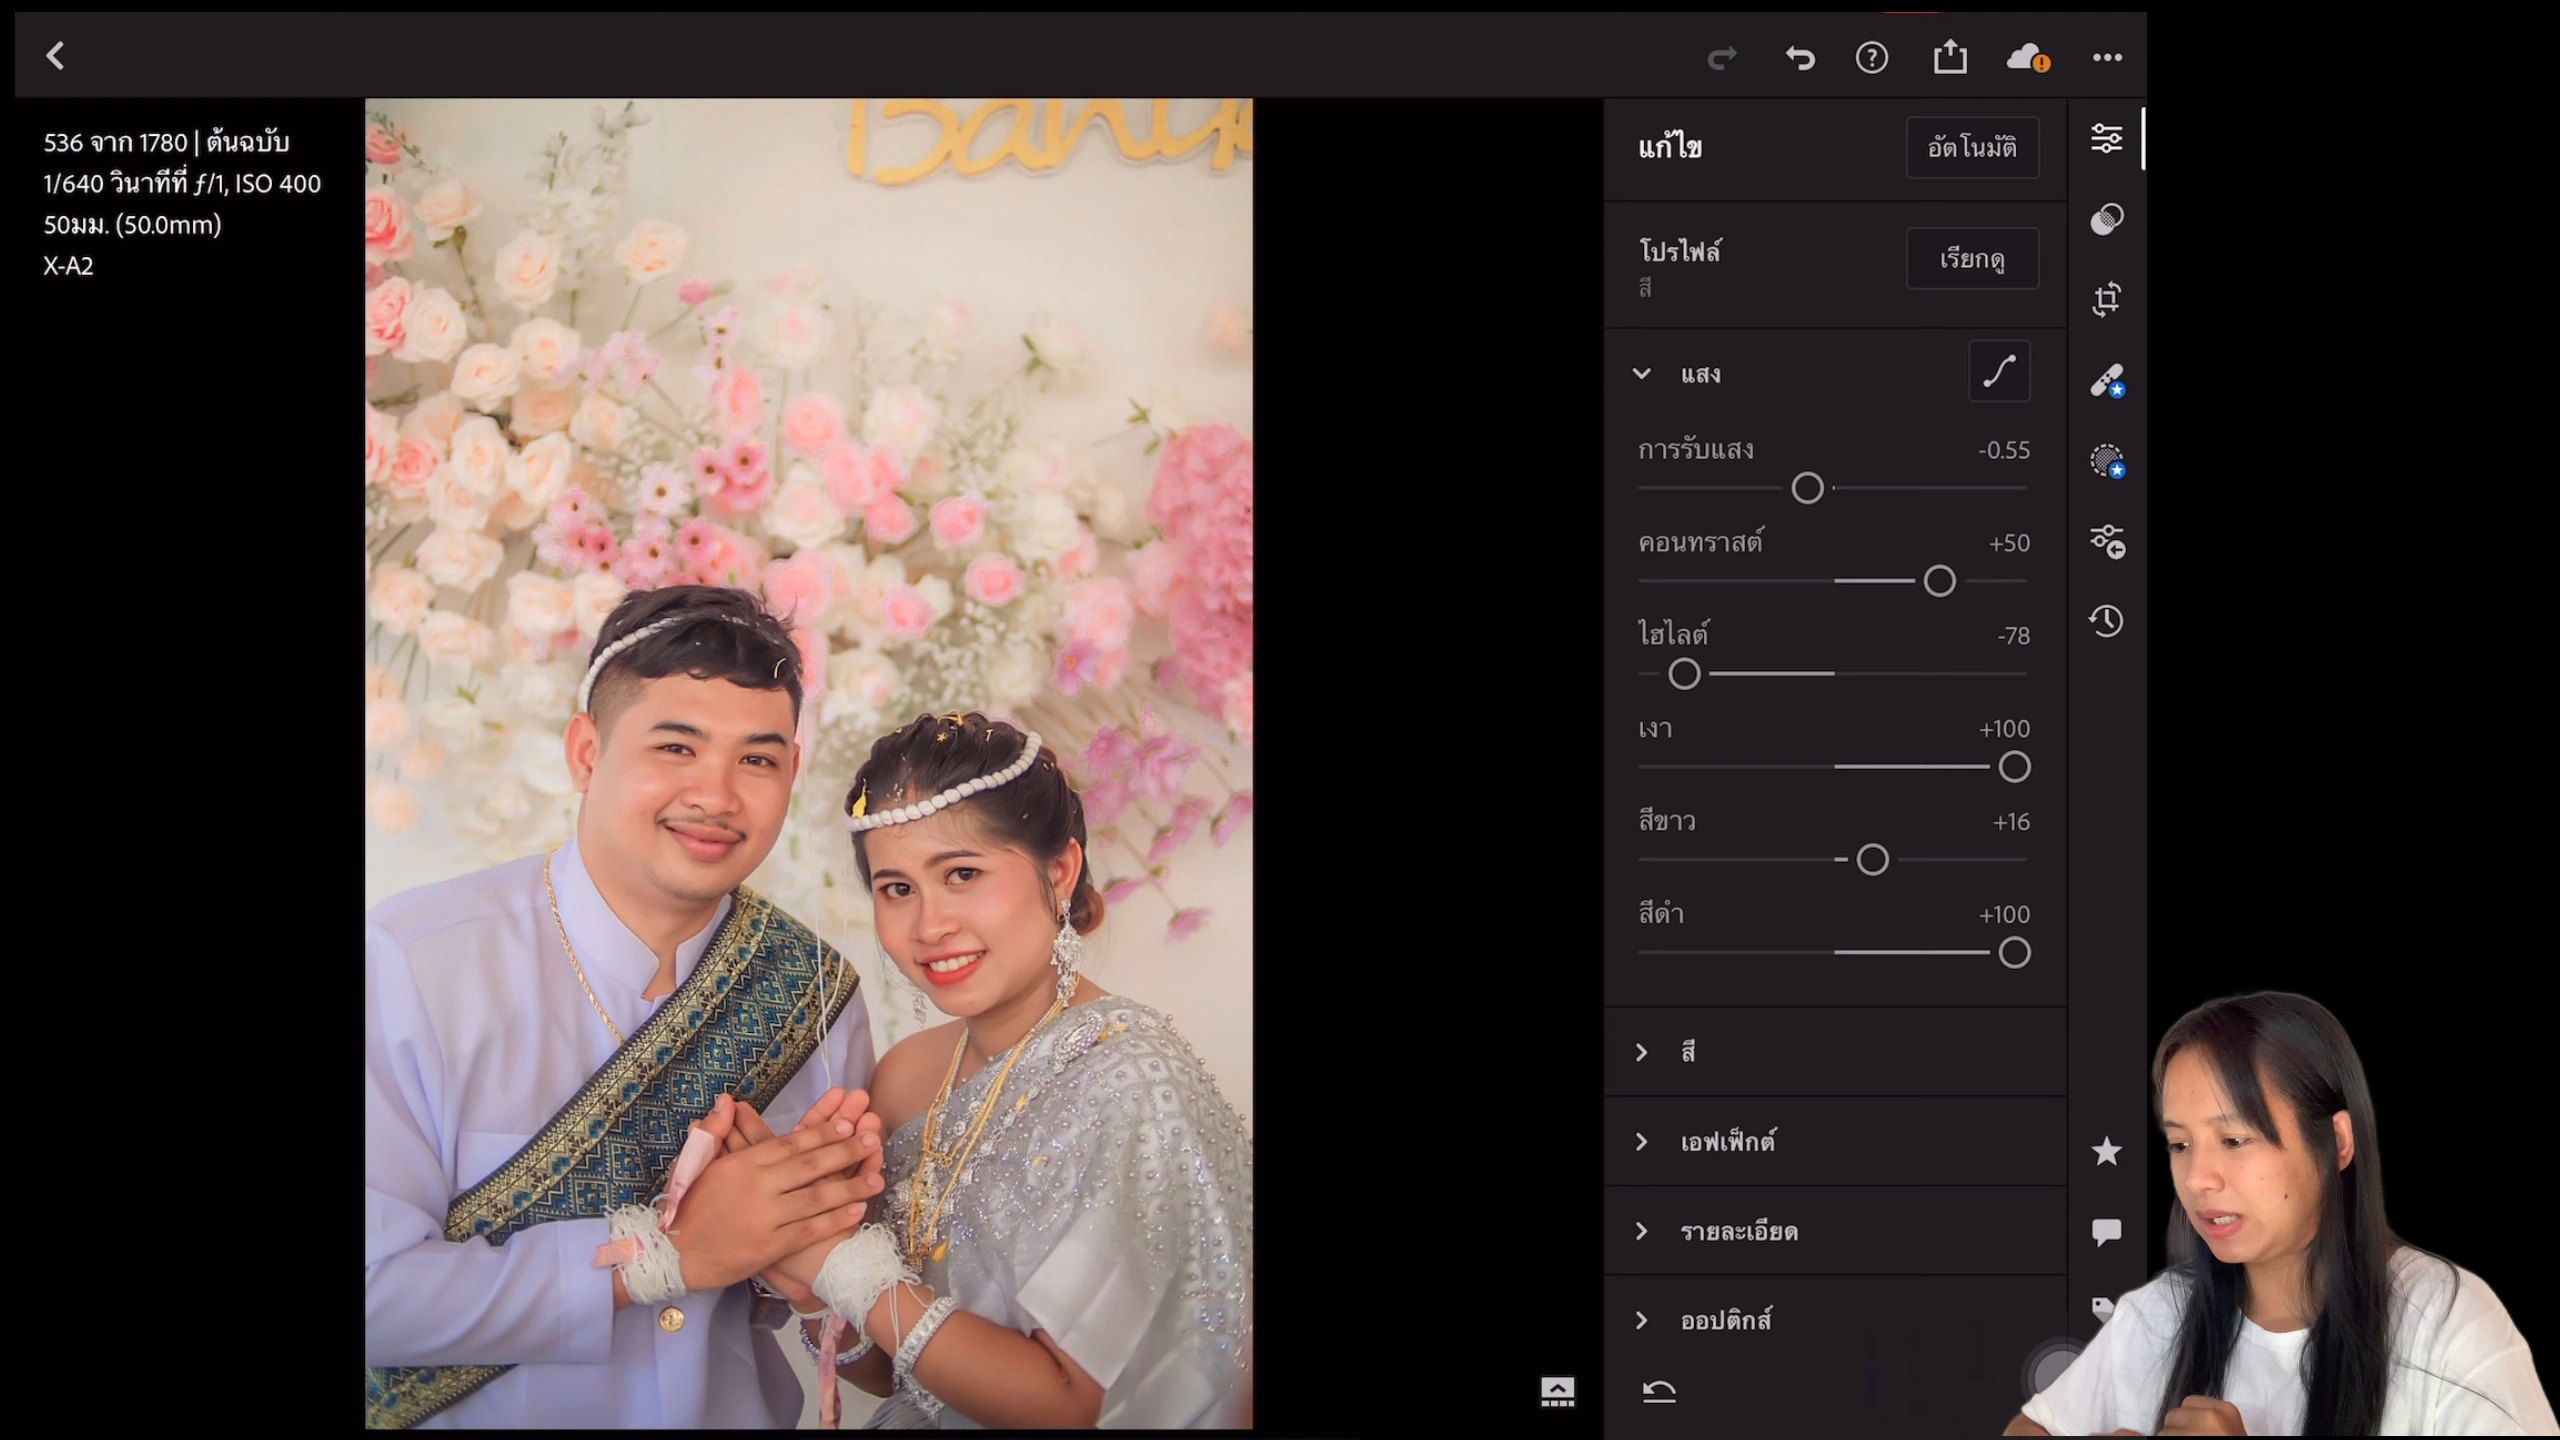 536 จาก 1780 | ต้นฉบับ
1/640 วินาทีที่ ƒ/1, ISO 400
50มม. (50.0mm)
X-A2
แก้ไข
อัตโนมัติ
โปรไฟล์
สี
เรียกดู
แสง
การรับแสง -0.55
คอนทราสต์ +50
ไฮไลต์ -78
เงา +100
สีขาว +16
สีดำ +100
สี
เอฟเฟ็กต์
รายละเอียด
ออปติกส์